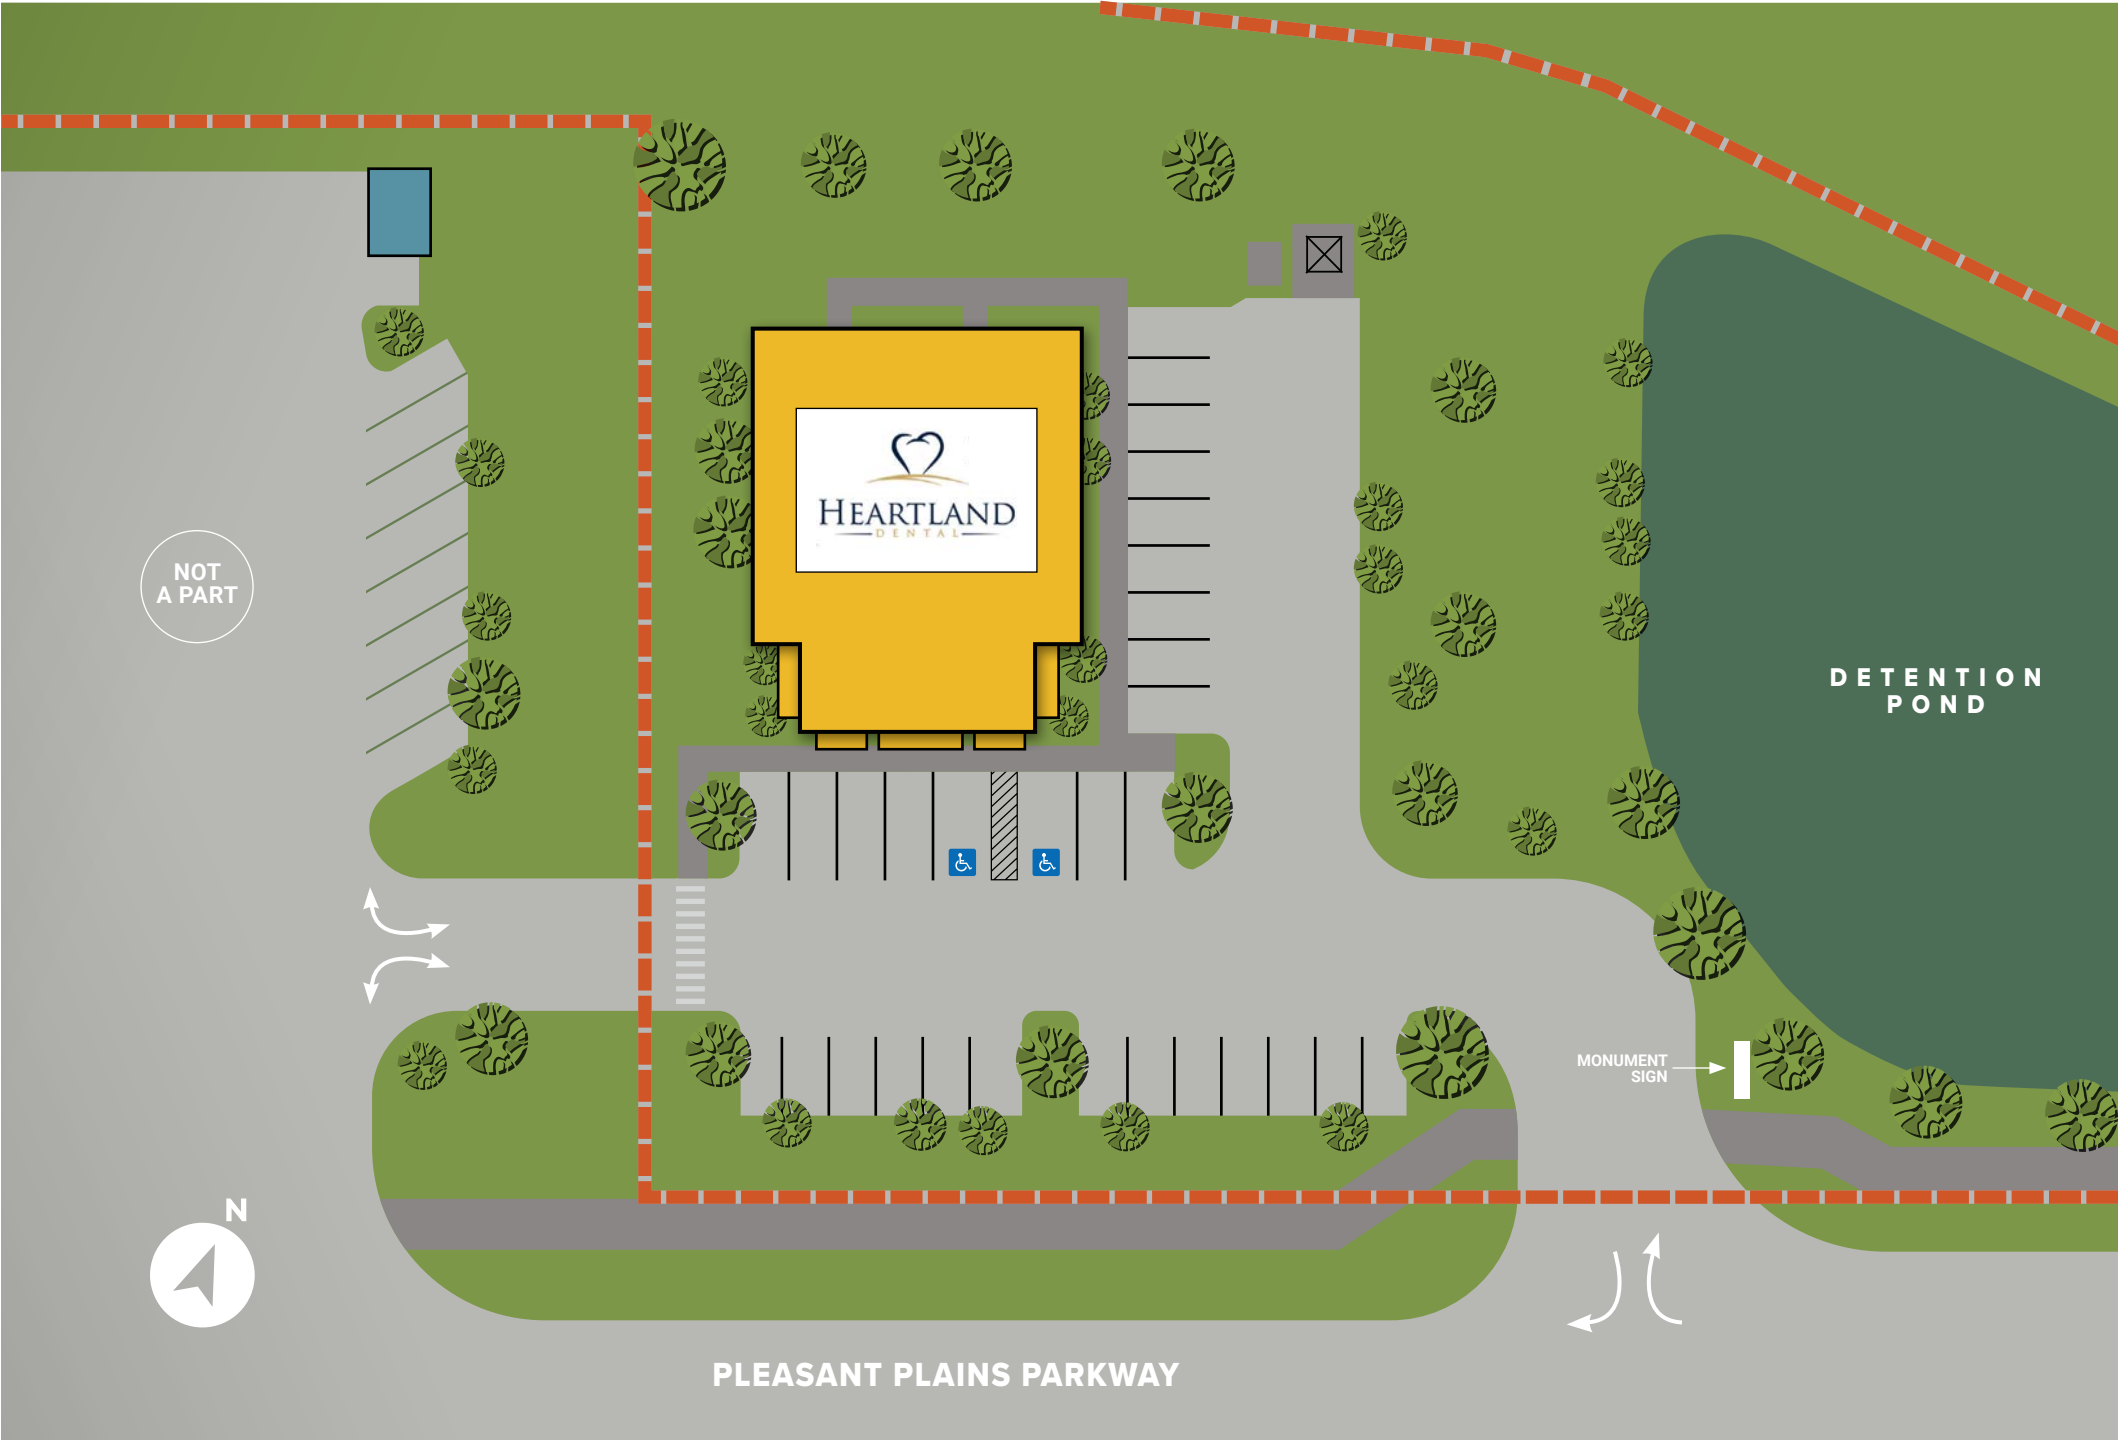 HEARTLAND
DENTAL
NOT
A PART
DETENTION
POND
MONUMENT
SIGN
N
PLEASANT PLAINS PARKWAY